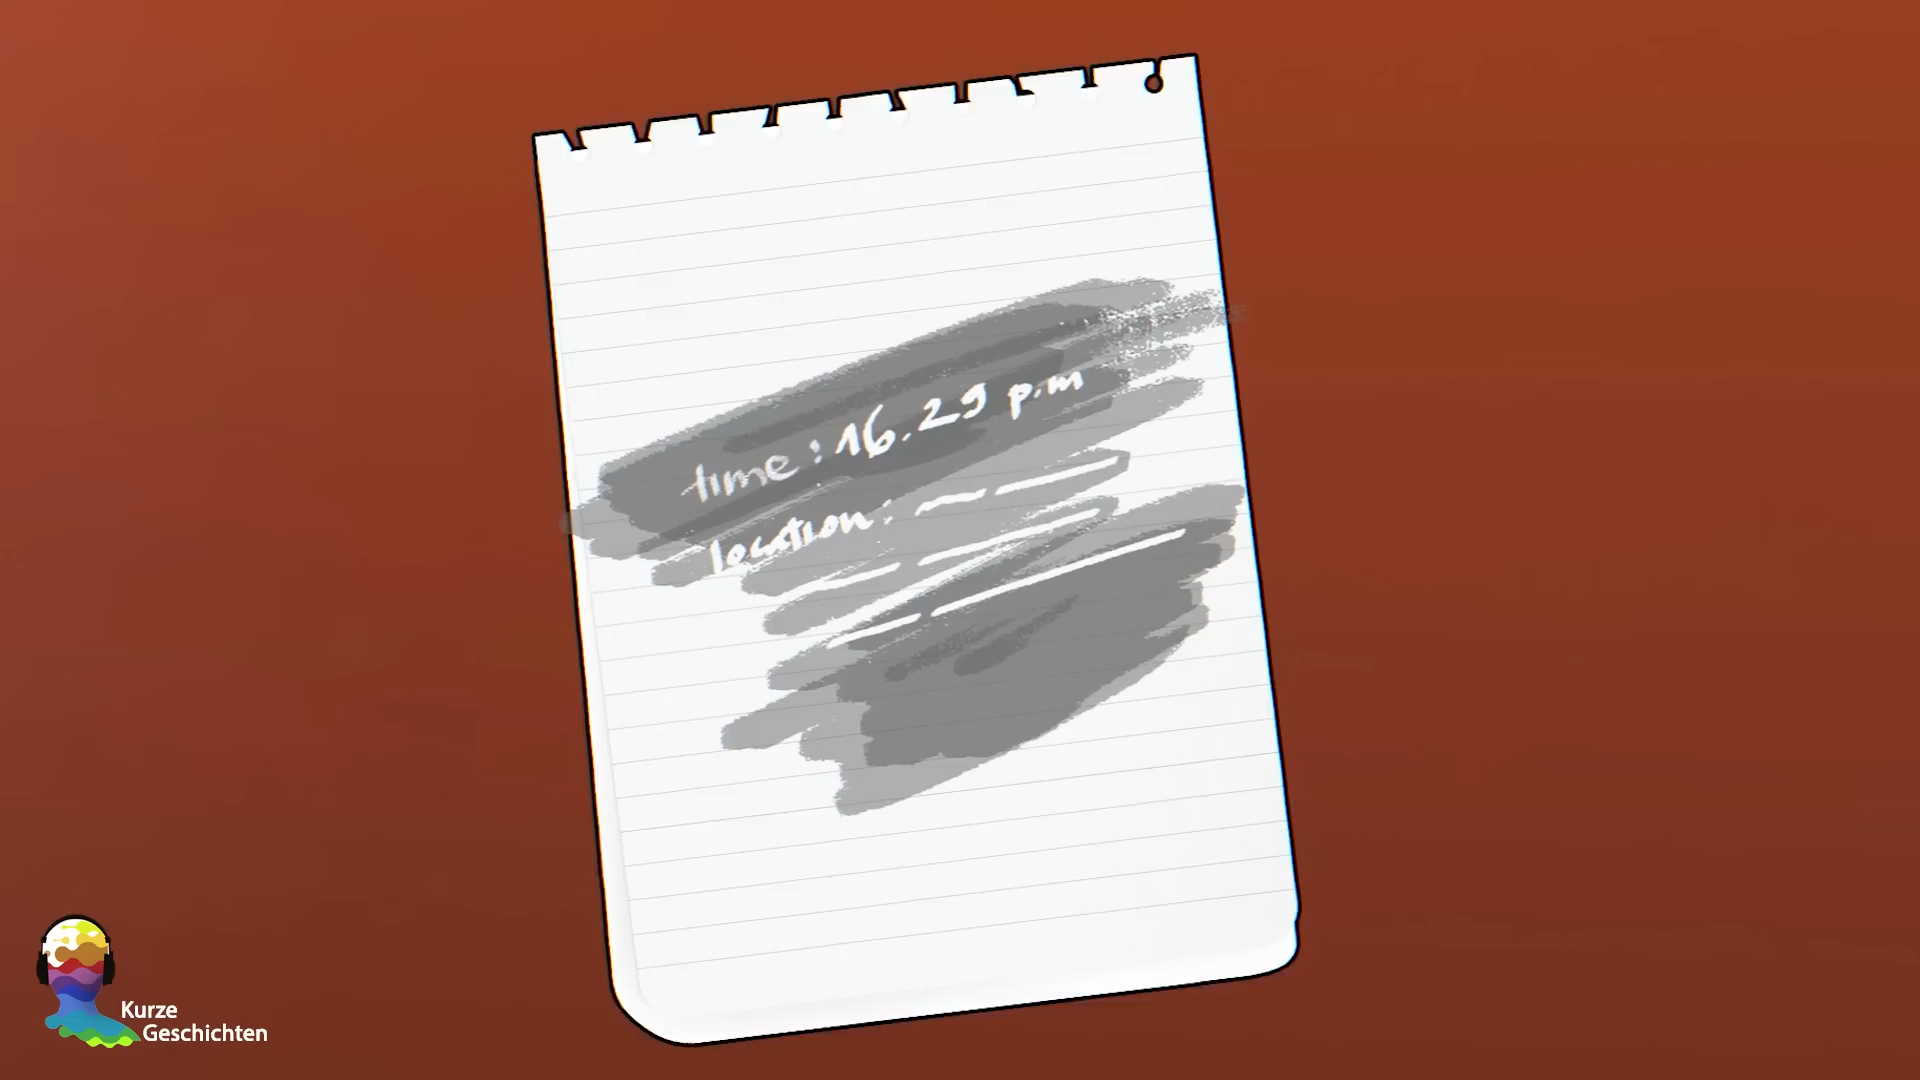 time : 16.29 p.m
location :
Kurze
Geschichten